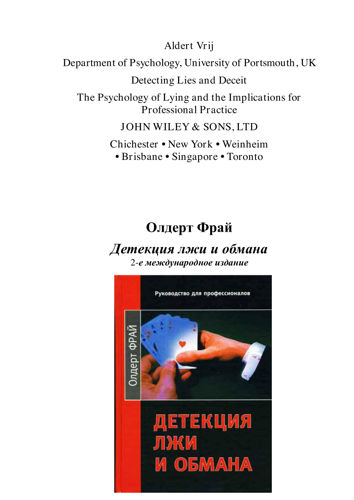 Aldert Vrij
Department of Psychology, University of Portsmouth, UK
Detecting Lies and Deceit
The Psychology of Lying and the Implications for
Professional Practice
JOHN WILEY & SONS, LTD
Chichester • New York • Weinheim
• Brisbane • Singapore • Toronto
Олдерт Фрай
Детекция лжи и обмана
2-е международное издание
Руководство для профессионалов
Олдерт ФРАЙ
ДЕТЕКЦИЯ
ЛЖИ
И ОБМАНА